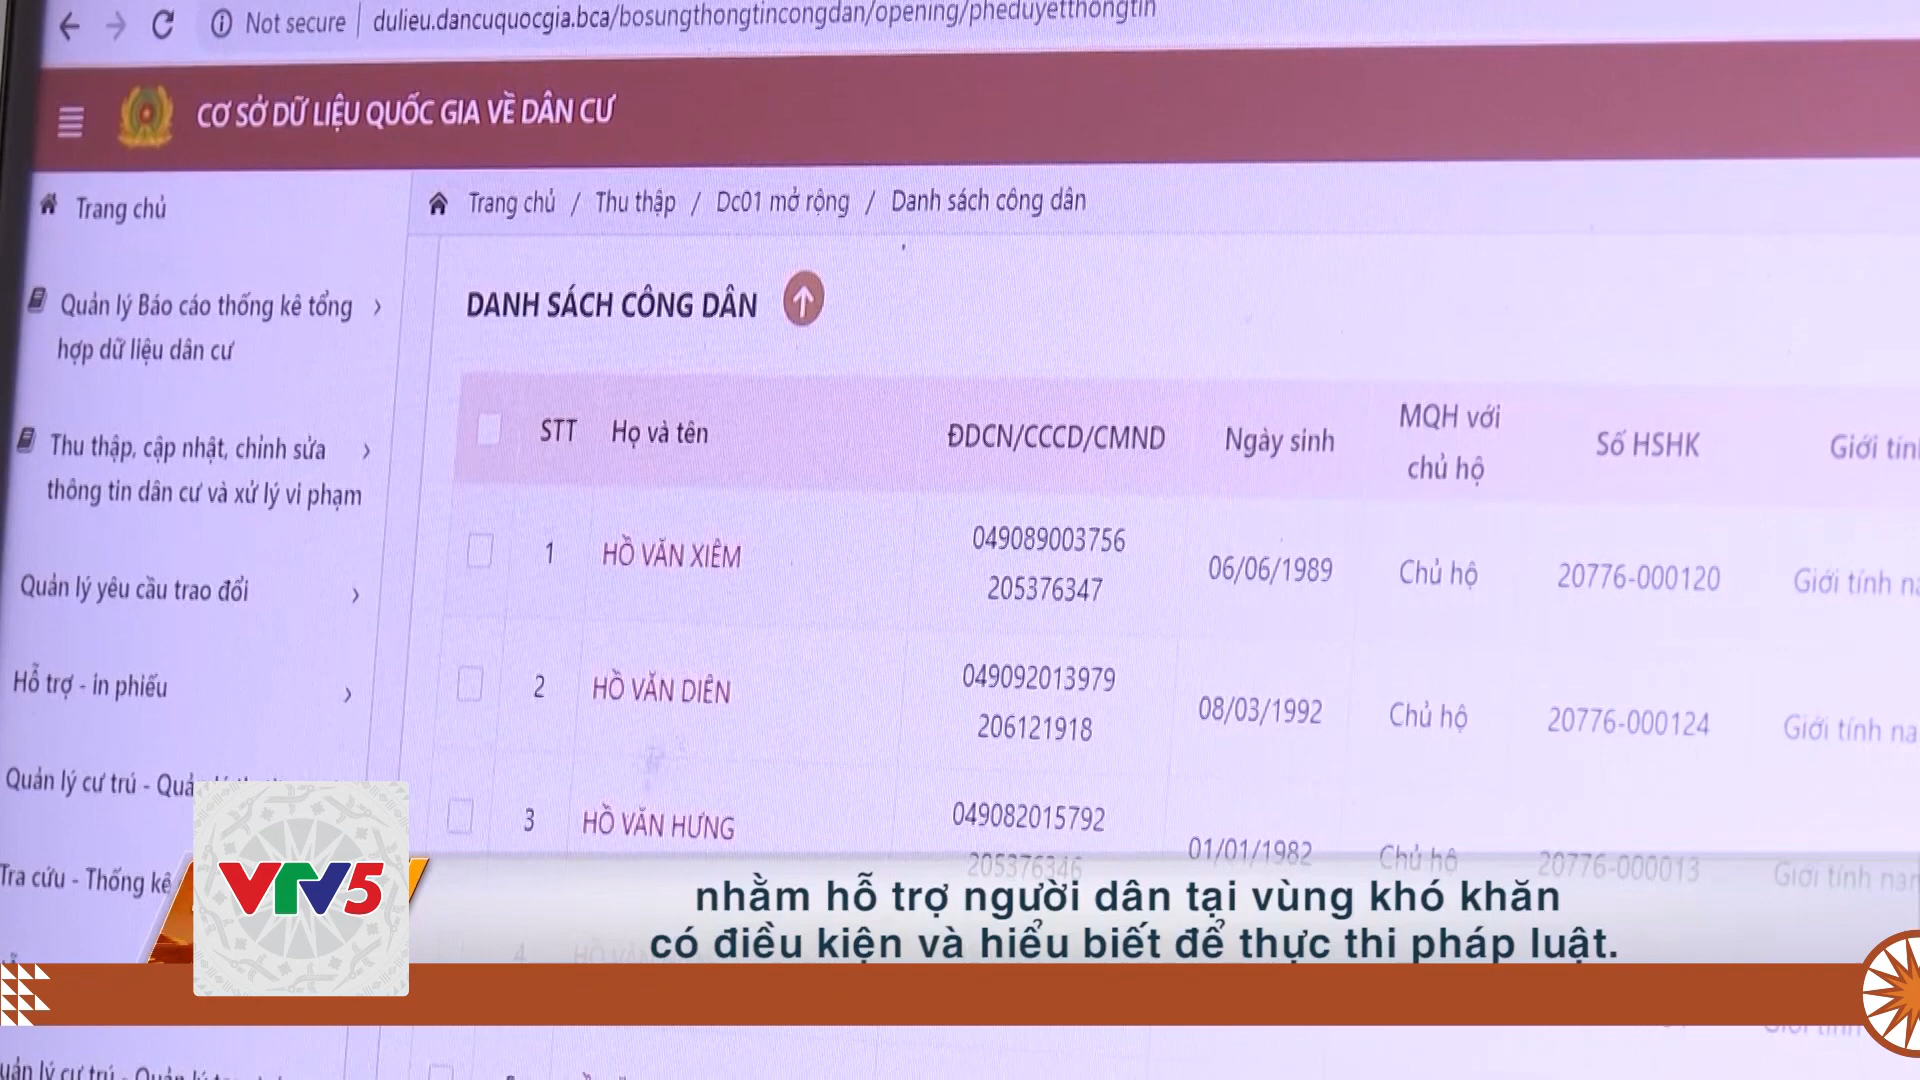 Not secure
dulieu.dancuquocgia.bca/bosungthongtincongdan/opening/pheduyetthongtin
CƠ SỞ DỮ LIỆU QUỐC GIA VỀ DÂN CƯ
Trang chủ
Quản lý Báo cáo thống kê tổng
hợp dữ liệu dân cư
Thu thập, cập nhật, chỉnh sửa
thông tin dân cư và xử lý vi phạm
Quản lý yêu cầu trao đổi
Hỗ trợ - in phiếu
Quản lý cư trú -
Tra cứu - Thống kê
Trang chủ / Thu thập / Dc01 mở rộng / Danh sách công dân
DANH SÁCH CÔNG DÂN
STT Họ và tên ĐDCN/CCCD/CMND Ngày sinh MQH với chủ hộ Số HSHK Giới
1 HỒ VĂN XIÊM 049089003756 205376347 06/06/1989 Chủ hộ 20776-000120 Giới tính
2 HỒ VĂN DIÊN 049092013979 206121918 08/03/1992 Chủ hộ 20776-000124 Giới tính
3 HỒ VĂN HƯNG 049082015792 205376346 01/01/1982 Chủ hộ 20776-000013 Giới tính
VTV5
nhằm hỗ trợ người dân tại vùng khó khăn
có điều kiện và hiểu biết để thực thi pháp luật.